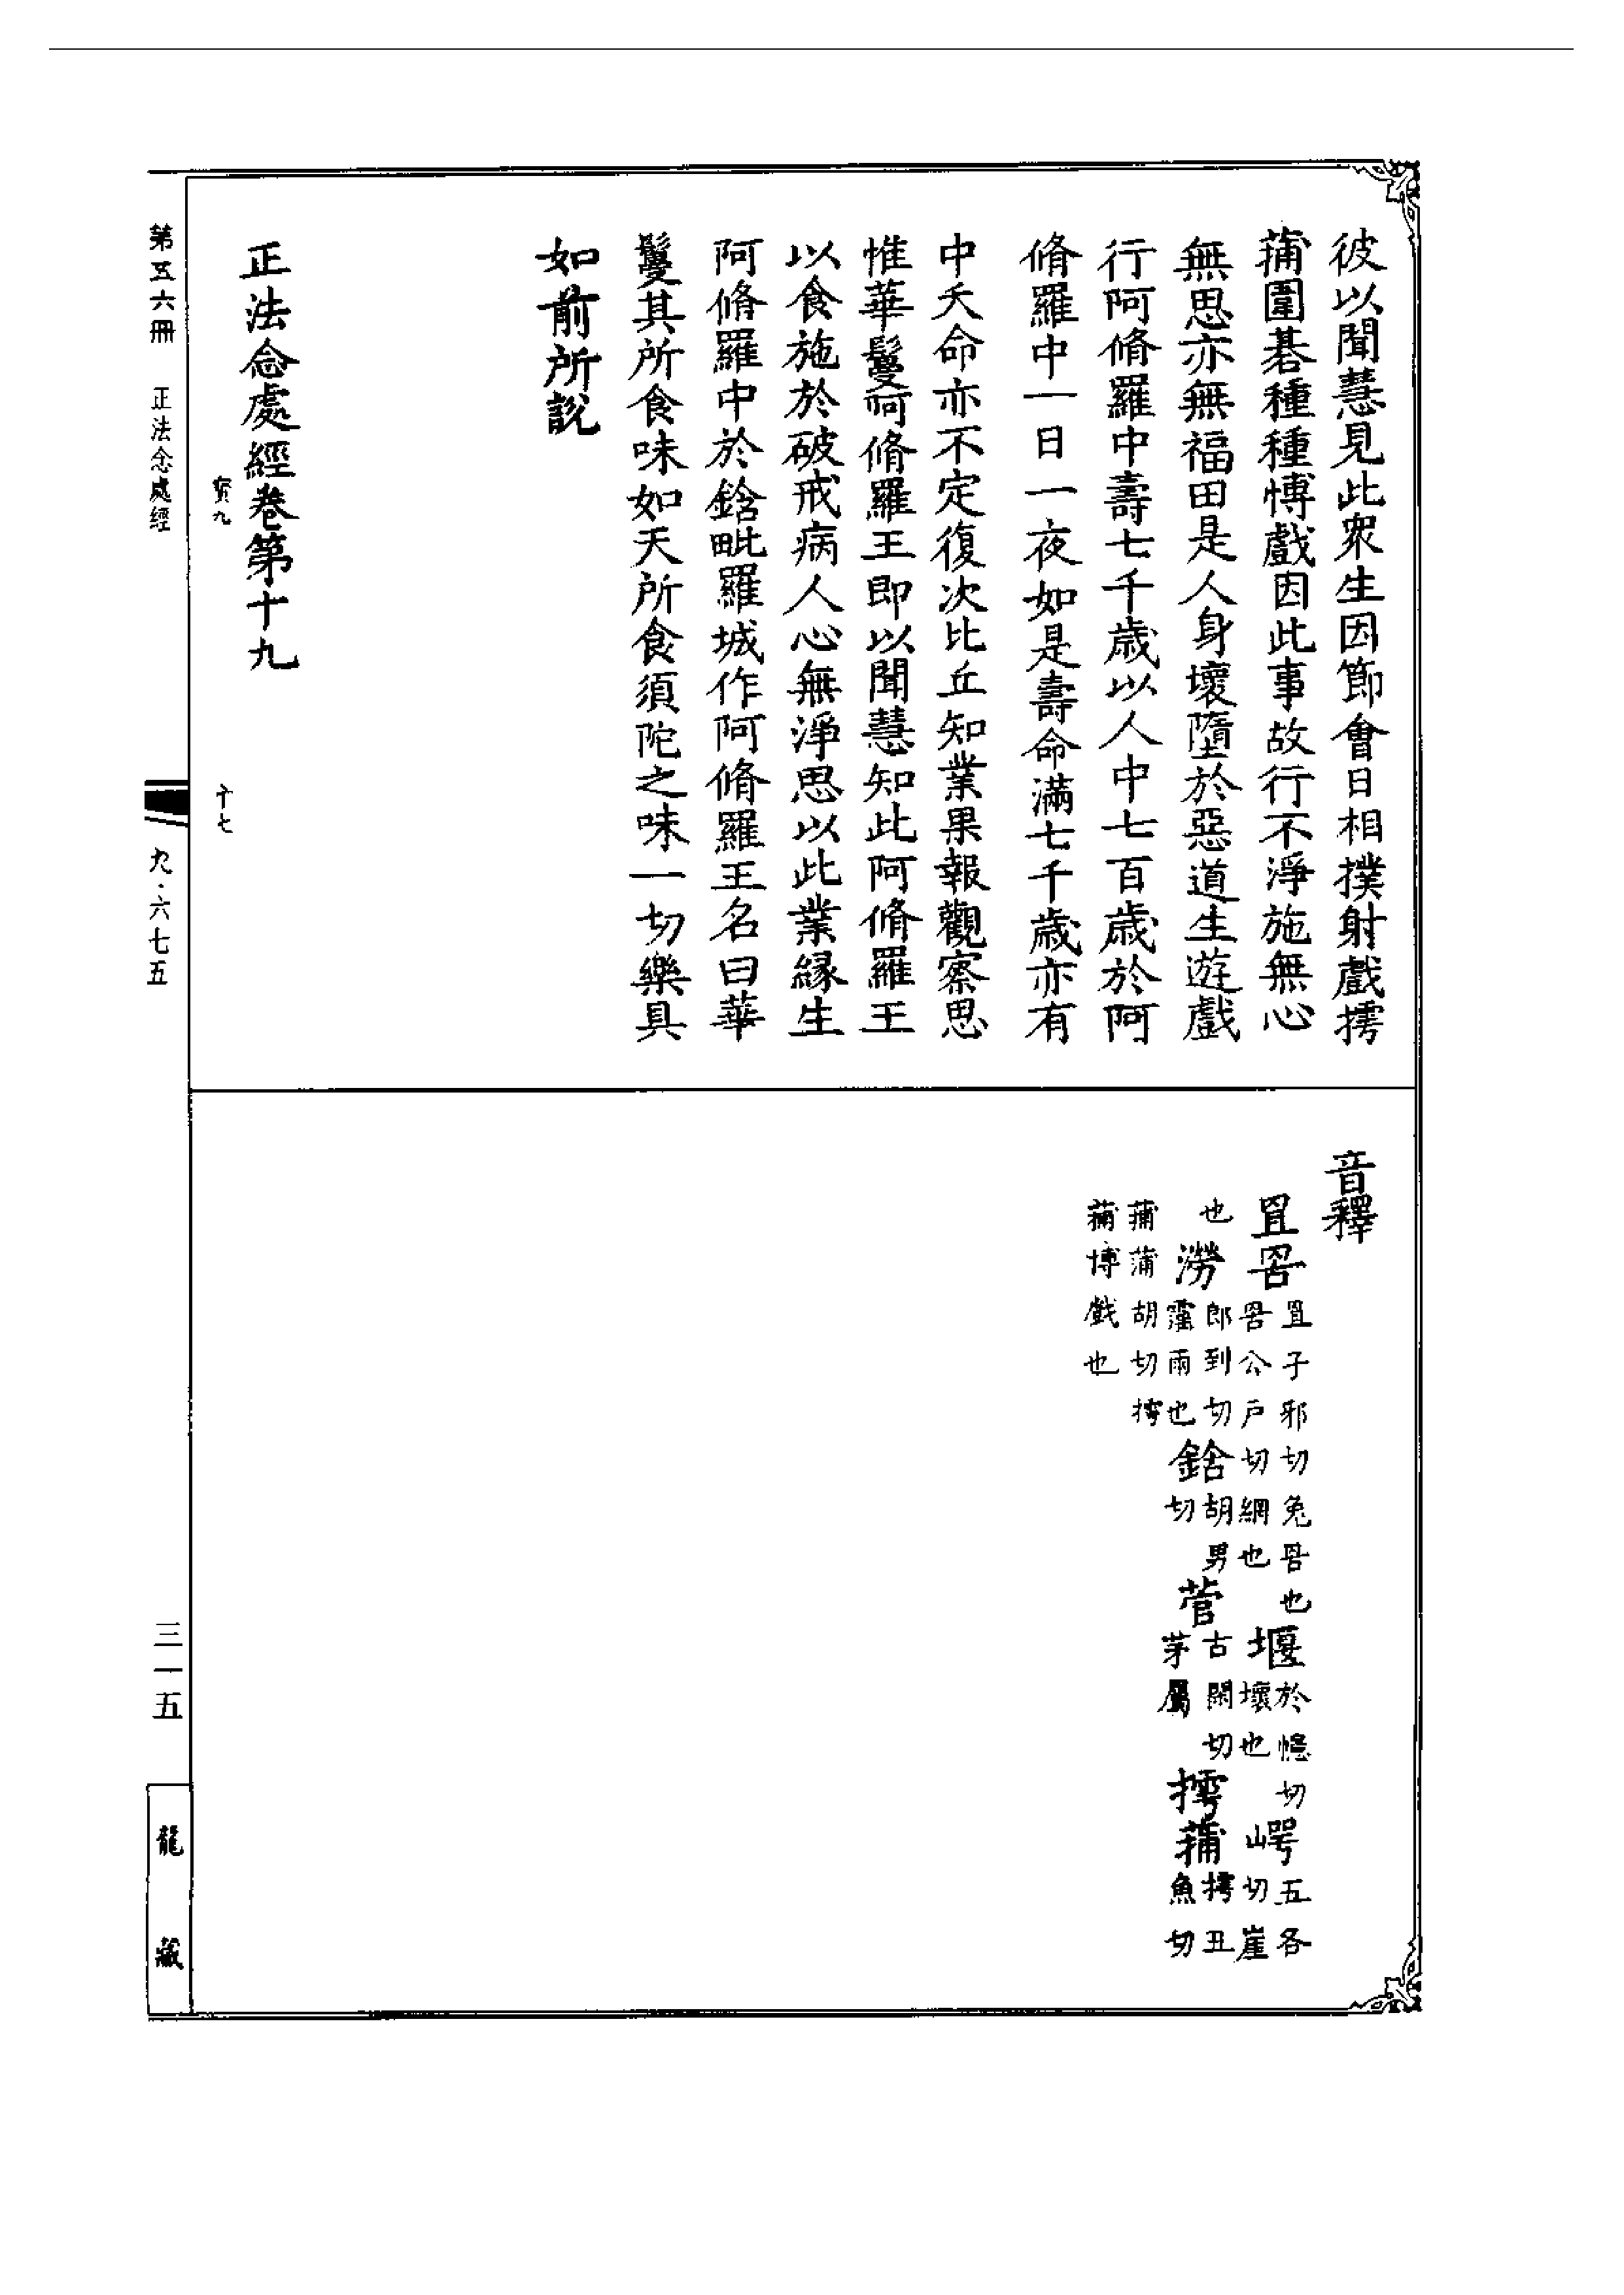 彼以聞慧見此衆生因節會日相撲射戲摴
蒱圍碁種種愽戲因此事故行不淨施無心
無思亦無福田是人身壞墮於惡道生遊戲
行阿脩羅中壽七千歲以人中七百歲於阿
脩羅中一日一夜如是壽命滿七千歲亦有
中夭命亦不定復次比丘知業果報觀察思
惟華鬘阿脩羅王即以聞慧知此阿脩羅王
以食施於破戒病人心無淨思以此業緣生
阿脩羅中於鋡毗羅城作阿脩羅王名曰華
鬘其所食味如天所食須陀之味一切樂具
如前所說
正法念處經卷第十九
寳九
十七
音釋
罝罟 罝子邪切兔罟也
罟公戶切網也 堰 於幰切
壞也 崿 五各
切崖
也 澇 郎到切
霪雨也 鋡 胡男
切 菅 古閑切
茅屬 摴蒱 摴丑
魚切
蒱蒲胡切摴
蒱博戲也
第五六冊 正法念處經
九·六七五
三一五
龍藏